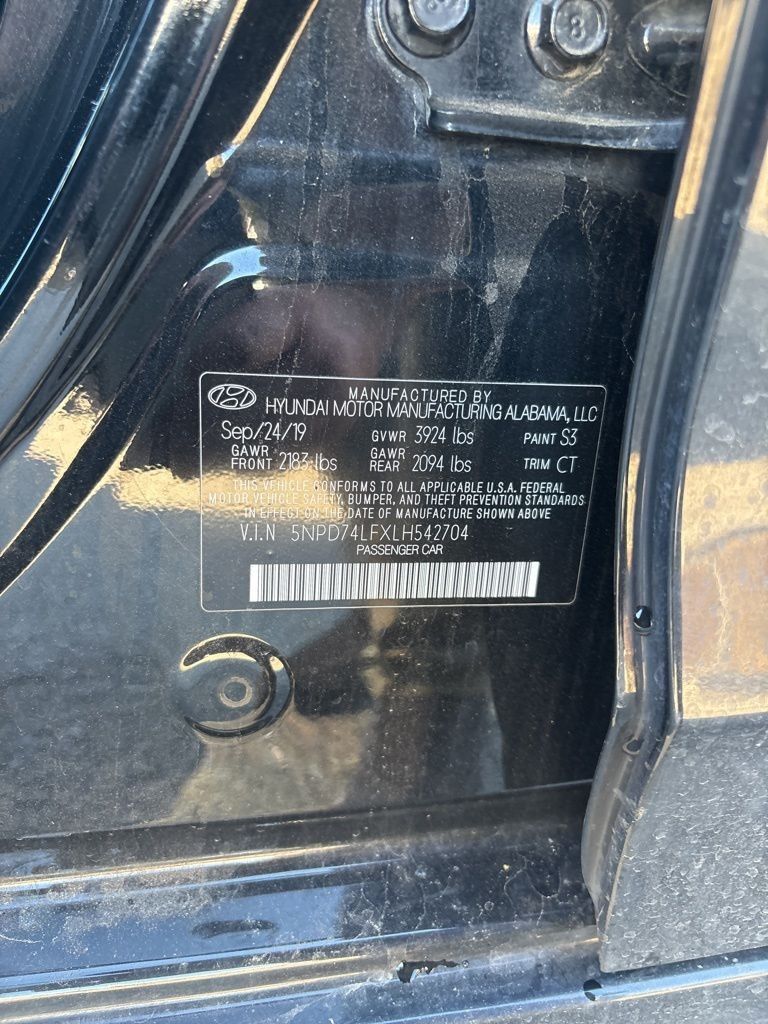 8
MANUFACTURED BY
HYUNDAI MOTOR MANUFACTURING ALABAMA, LLC
Sep/24/19 GVWR 3924 lbs PAINT S3
GAWR FRONT 2183 lbs GAWR REAR 2094 lbs TRIM CT
THIS VEHICLE CONFORMS TO ALL APPLICABLE U.S.A. FEDERAL
MOTOR VEHICLE SAFETY, BUMPER, AND THEFT PREVENTION STANDARDS
IN EFFECT ON THE DATE OF MANUFACTURE SHOWN ABOVE
V.I.N 5NPD74LFXLH542704
PASSENGER CAR